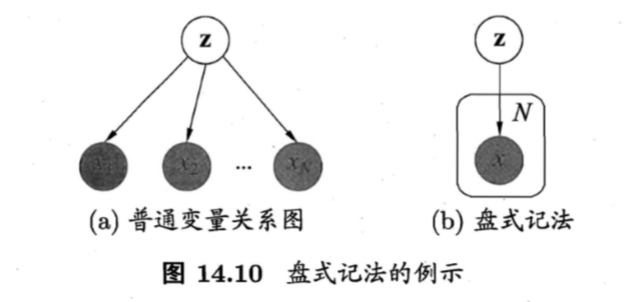 z
z
N
x₁ x₂ ... x_N
x
(a) 普通变量关系图
(b) 盘式记法
图 14.10 盘式记法的例示